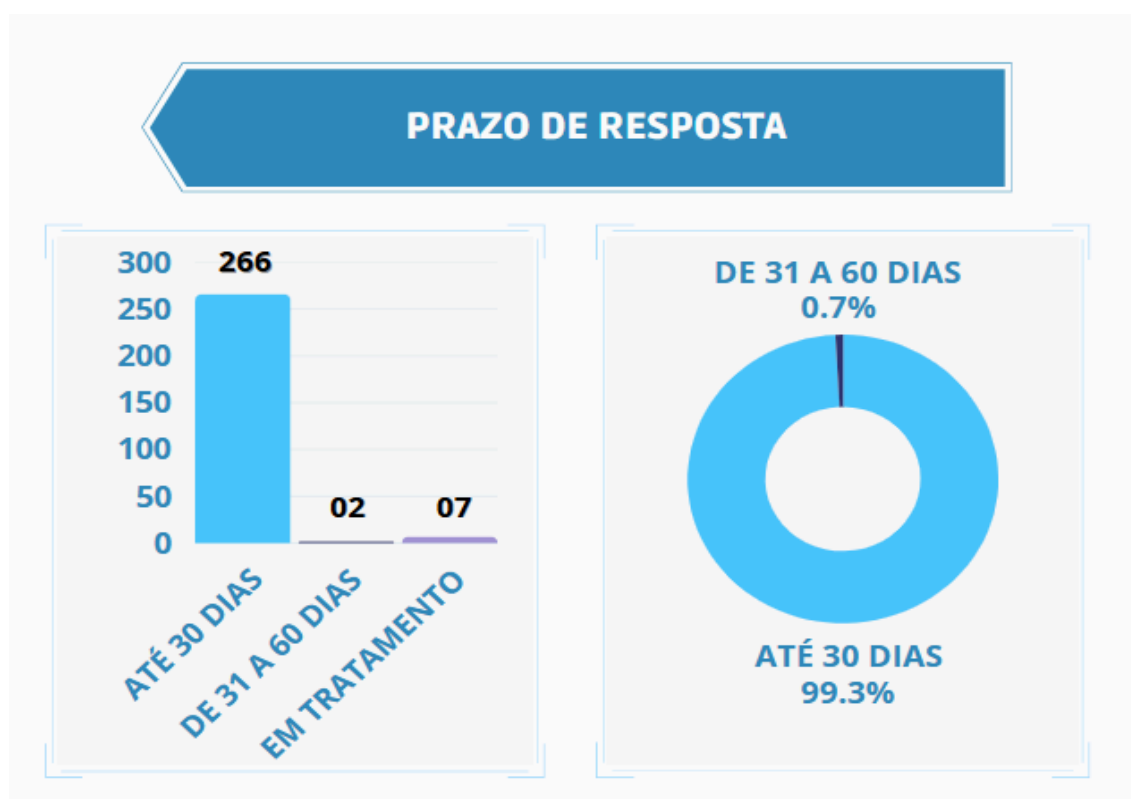 PRAZO DE RESPOSTA
300
250
200
150
100
50
0
266
02
07
ATÉ 30 DIAS
DE 31 A 60 DIAS
EM TRATAMENTO
DE 31 A 60 DIAS
0.7%
ATÉ 30 DIAS
99.3%